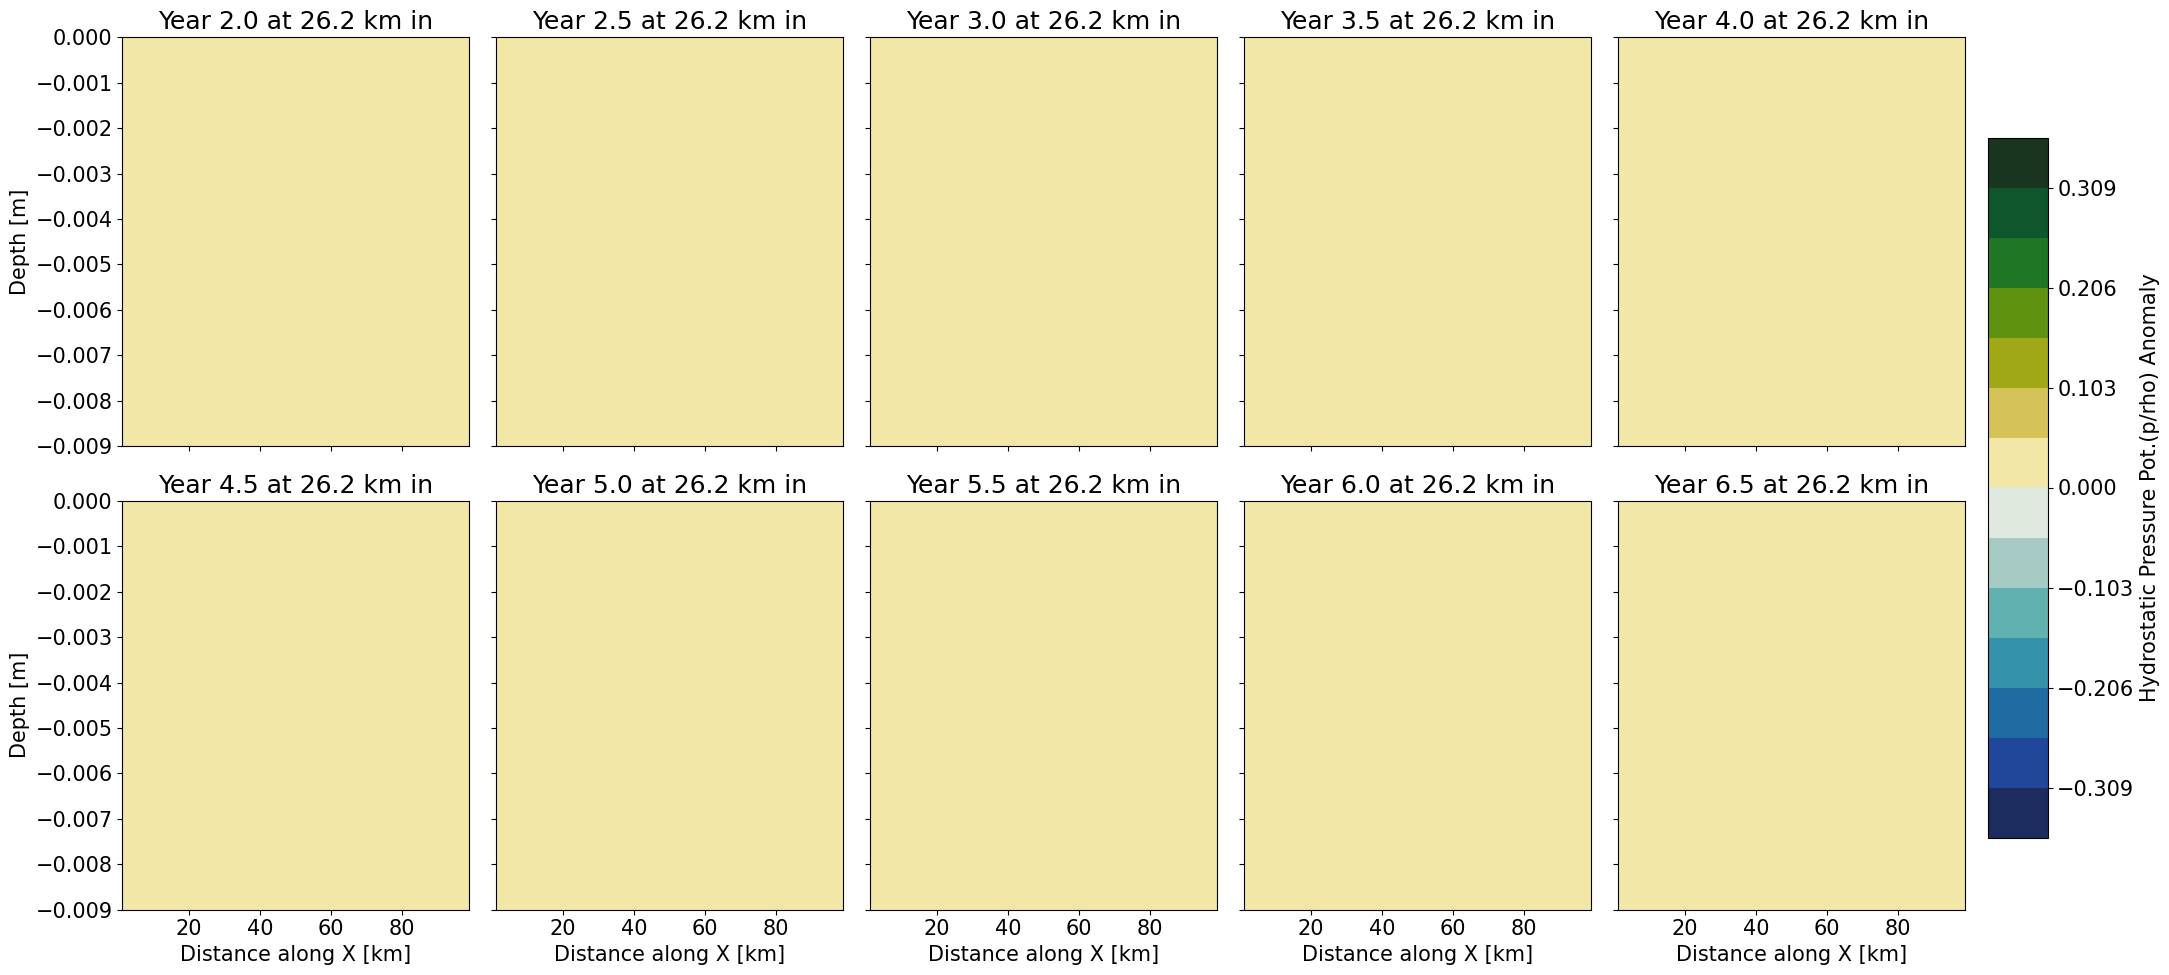 Year 2.0 at 26.2 km in
Year 2.5 at 26.2 km in
Year 3.0 at 26.2 km in
Year 3.5 at 26.2 km in
Year 4.0 at 26.2 km in
0.000
−0.001
−0.002
−0.003
−0.004
−0.005
−0.006
−0.007
−0.008
−0.009
Depth [m]
Year 4.5 at 26.2 km in
Year 5.0 at 26.2 km in
Year 5.5 at 26.2 km in
Year 6.0 at 26.2 km in
Year 6.5 at 26.2 km in
0.000
−0.001
−0.002
−0.003
−0.004
−0.005
−0.006
−0.007
−0.008
−0.009
Depth [m]
20 40 60 80
20 40 60 80
20 40 60 80
20 40 60 80
20 40 60 80
Distance along X [km]
Distance along X [km]
Distance along X [km]
Distance along X [km]
Distance along X [km]
0.309
0.206
0.103
0.000
−0.103
−0.206
−0.309
Hydrostatic Pressure Pot.(p/rho) Anomaly